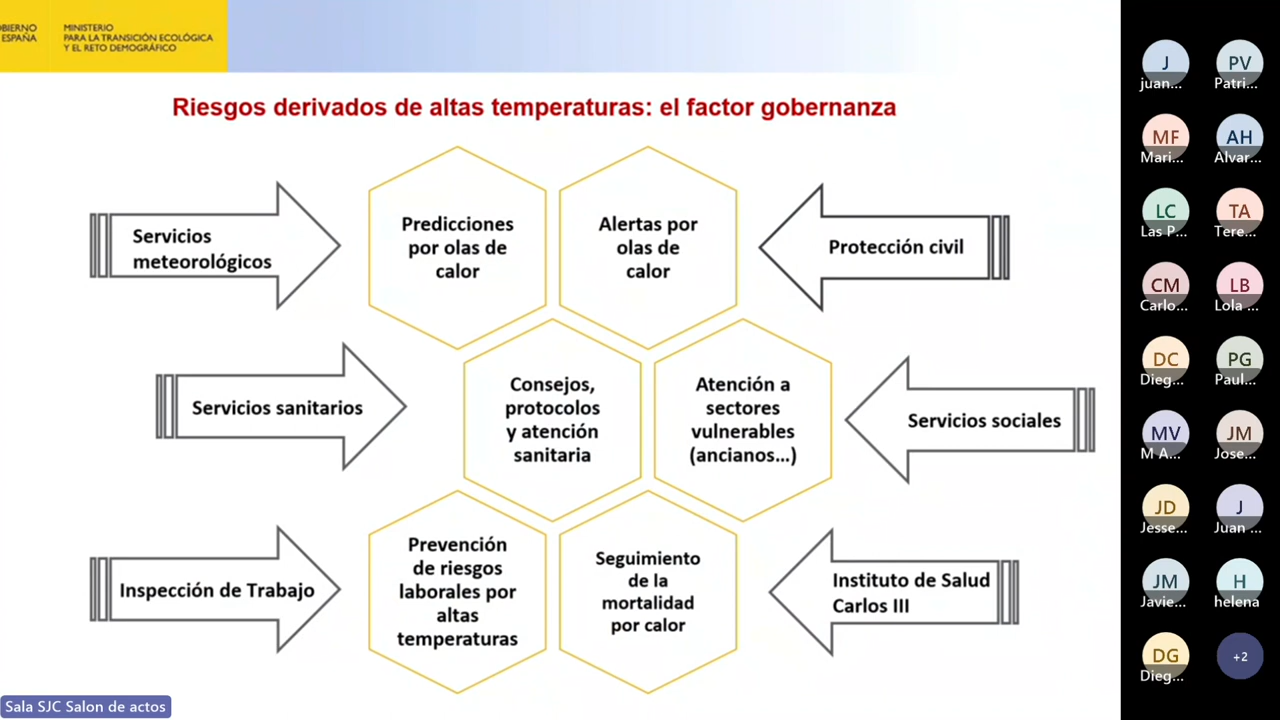 OBIERNO
ESPAÑA
MINISTERIO
PARA LA TRANSICIÓN ECOLÓGICA
Y EL RETO DEMOGRÁFICO
Riesgos derivados de altas temperaturas: el factor gobernanza
Servicios
meteorológicos
Predicciones
por olas de
calor
Alertas por
olas de
calor
Protección civil
Servicios sanitarios
Consejos,
protocolos
y atención
sanitaria
Atención a
sectores
vulnerables
(ancianos...)
Servicios sociales
Inspección de Trabajo
Prevención
de riesgos
laborales por
altas
temperaturas
Seguimiento
de la
mortalidad
por calor
Instituto de Salud
Carlos III
Sala SJC Salon de actos
J
juan...
PV
Patri...
MF
Mari...
AH
Alvar...
LC
Las P...
TA
Tere...
CM
Carlo...
LB
Lola ...
DC
Dieg...
PG
Paul...
MV
M A...
JM
Jose...
JD
Jesse...
J
Juan ...
JM
Javie...
H
helena
DG
Dieg...
+2